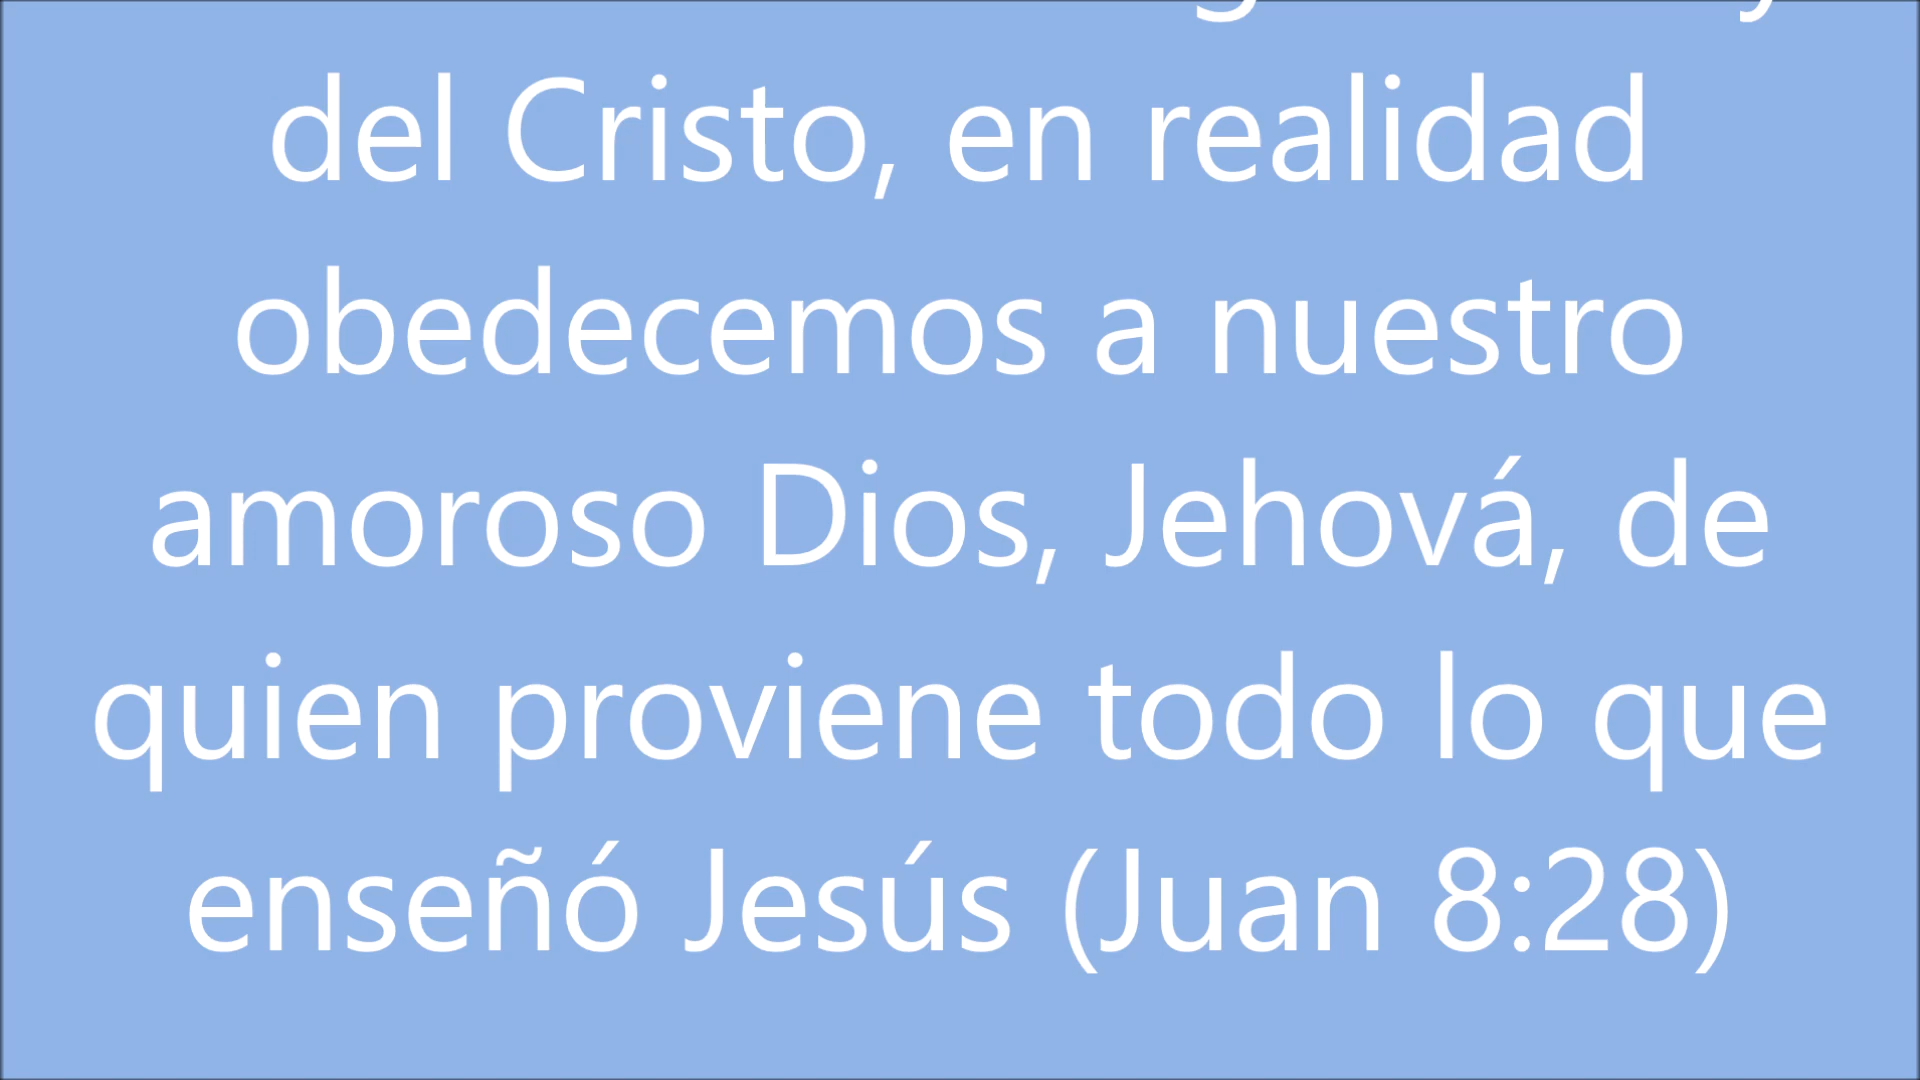 del Cristo, en realidad
obedecemos a nuestro
amoroso Dios, Jehová, de
quien proviene todo lo que
enseñó Jesús (Juan 8:28)